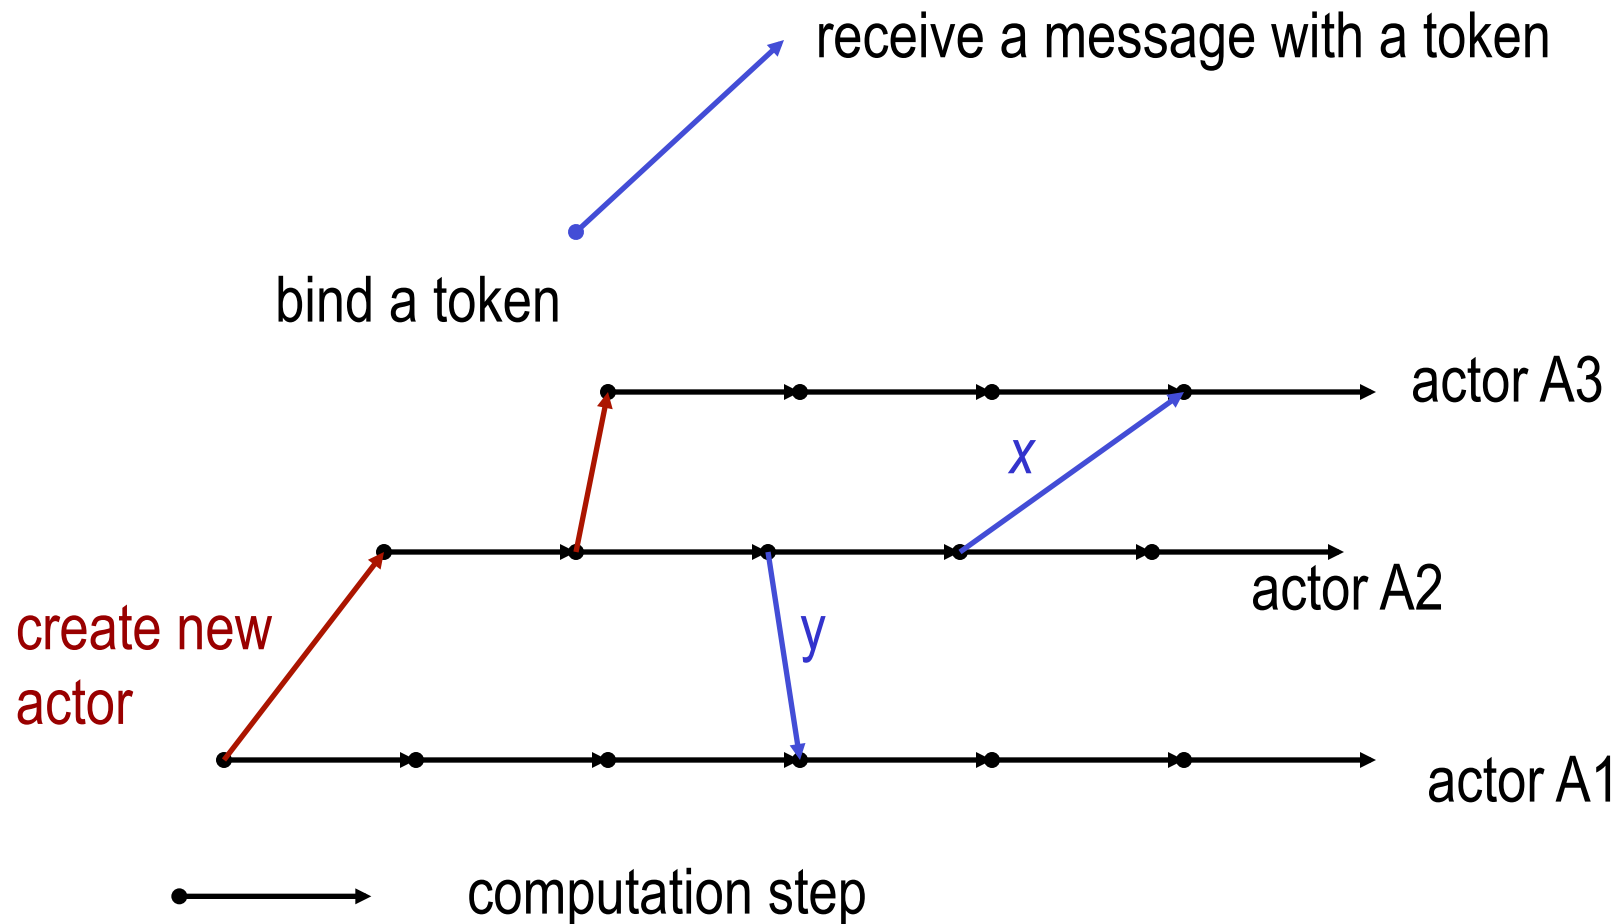 receive a message with a token
bind a token
actor A3
x
actor A2
create new
actor
y
actor A1
computation step